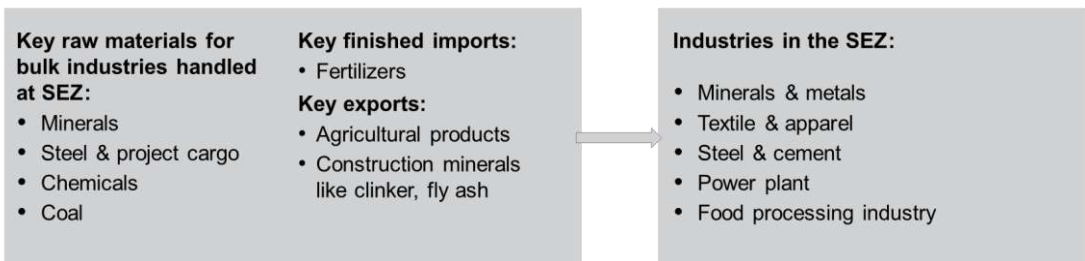 Key raw materials for
bulk industries handled
at SEZ:
• Minerals
• Steel & project cargo
• Chemicals
• Coal
Key finished imports:
• Fertilizers
Key exports:
• Agricultural products
• Construction minerals
like clinker, fly ash
Industries in the SEZ:
• Minerals & metals
• Textile & apparel
• Steel & cement
• Power plant
• Food processing industry